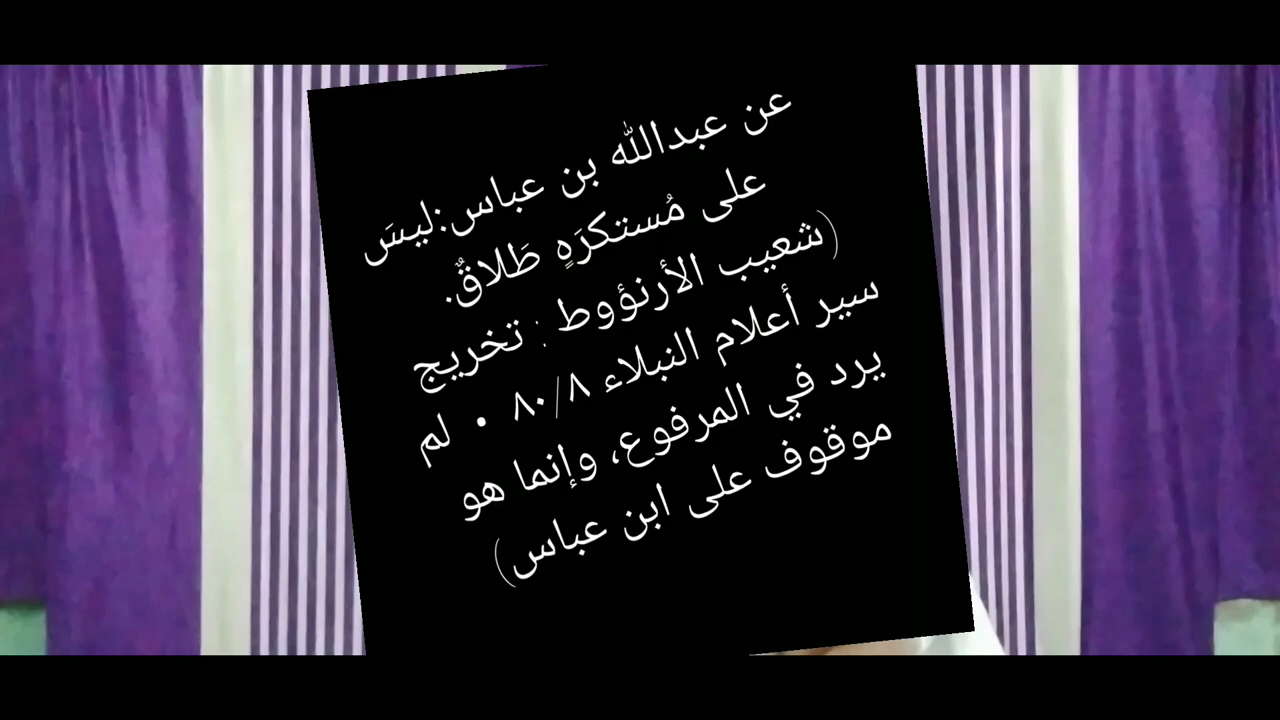 عن عبدالله بن عباس:ليسَ
على مُستكرَهٍ طَلاقٌ.
(شعيب الأرنؤوط : تخريج
سير أعلام النبلاء ٨٠/٨ • لم
يرد في المرفوع، وإنما هو
موقوف على ابن عباس)